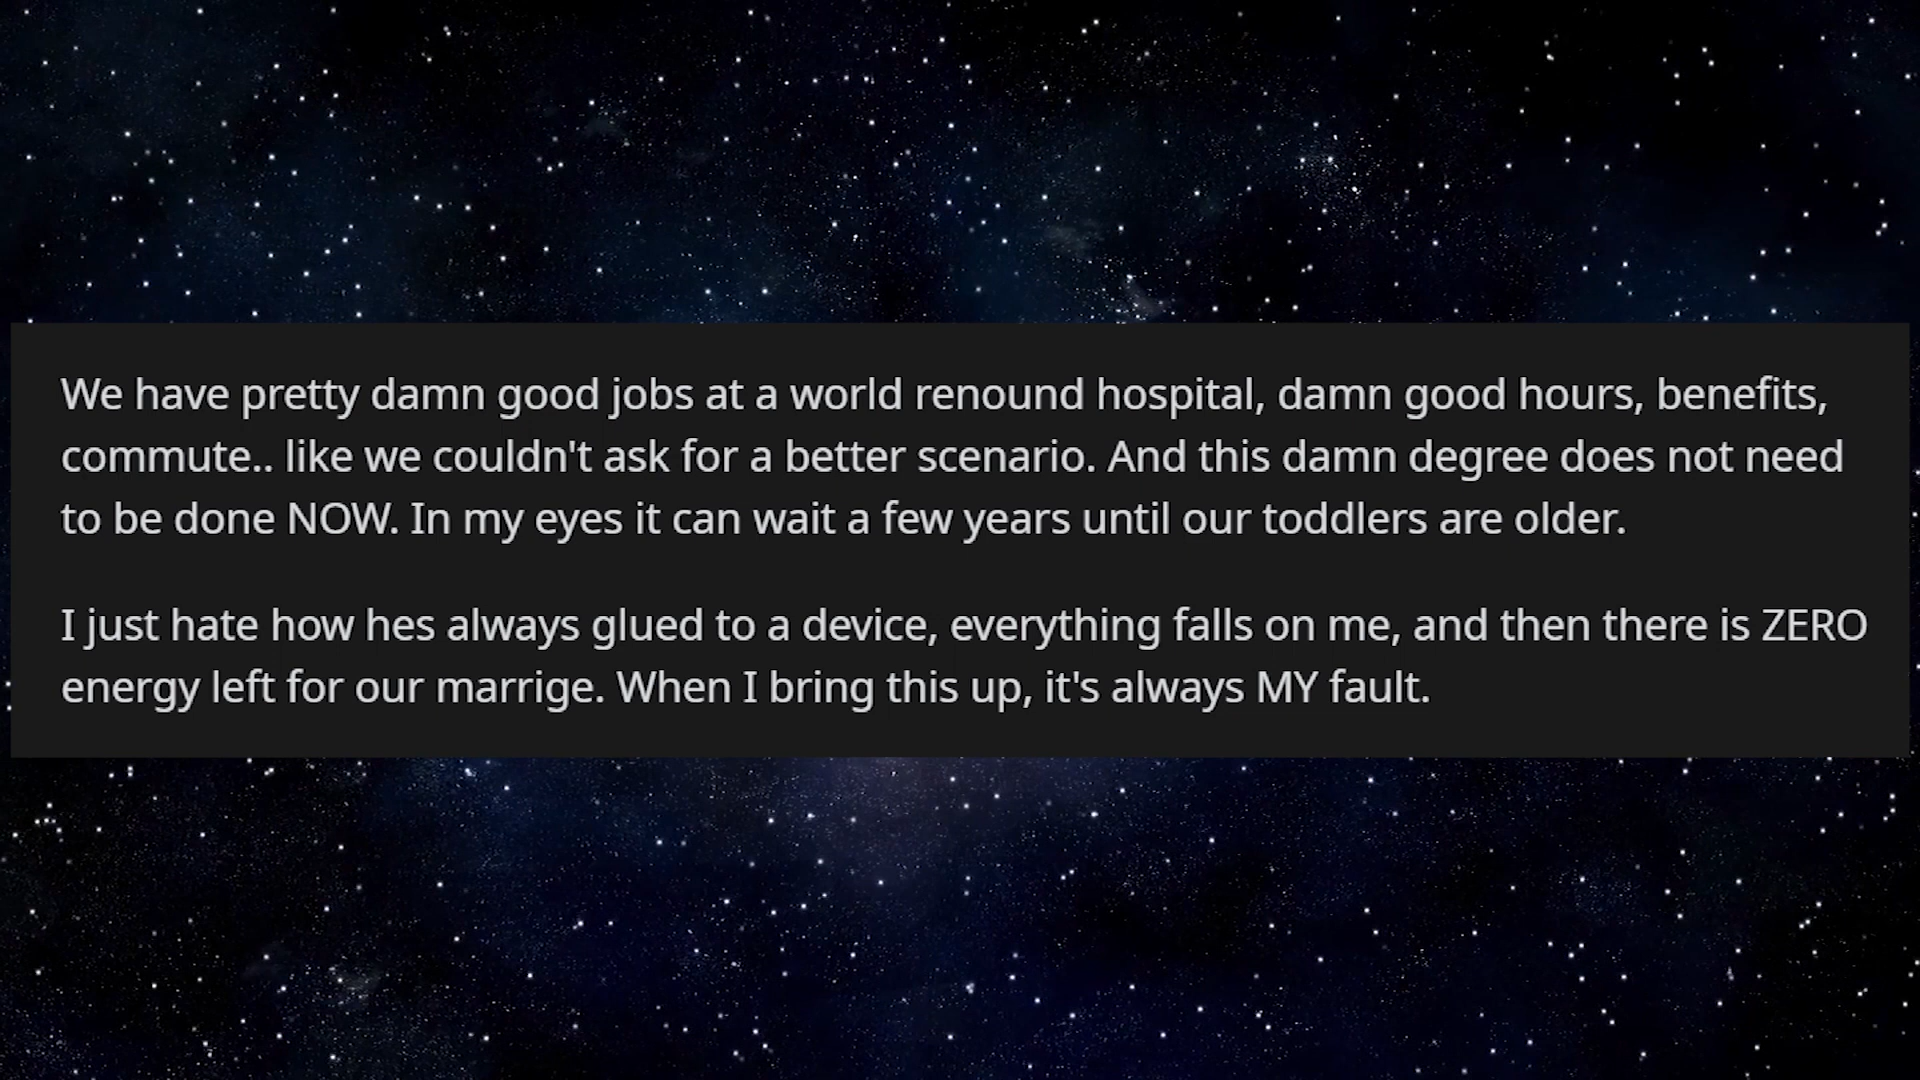 We have pretty damn good jobs at a world renound hospital, damn good hours, benefits,
commute.. like we couldn't ask for a better scenario. And this damn degree does not need
to be done NOW. In my eyes it can wait a few years until our toddlers are older.
I just hate how hes always glued to a device, everything falls on me, and then there is ZERO
energy left for our marrige. When I bring this up, it's always MY fault.